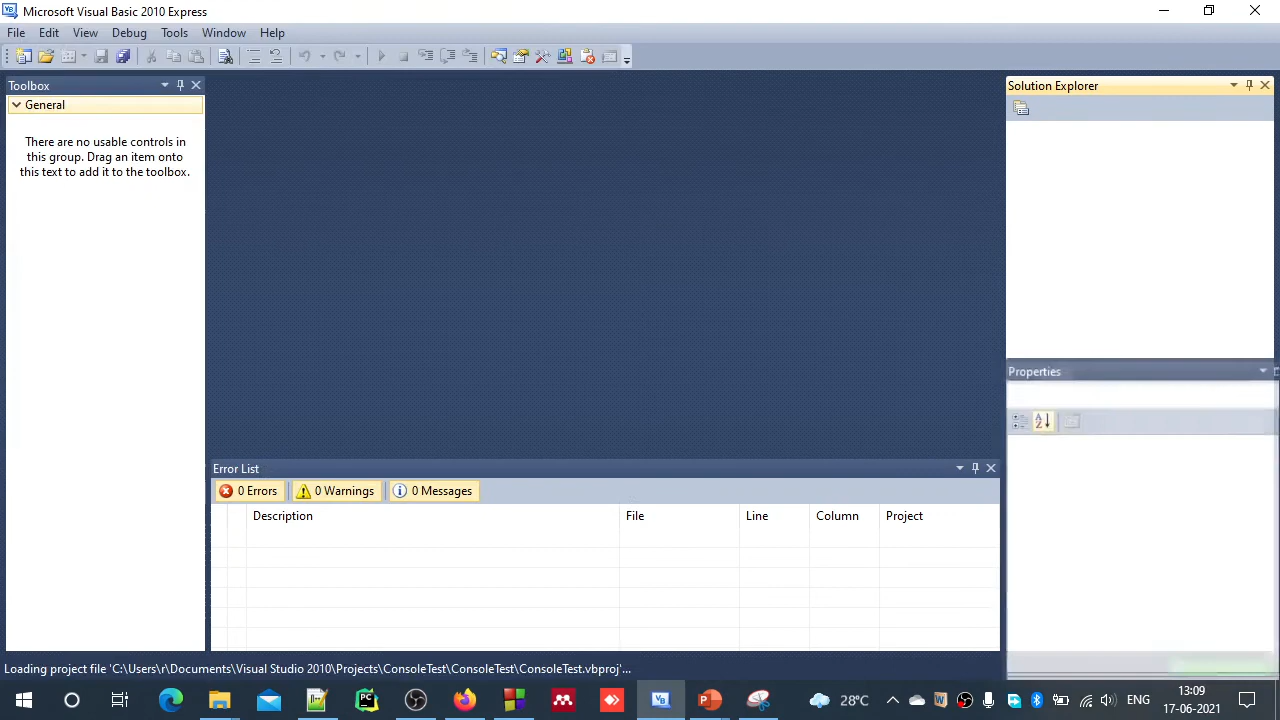 Microsoft Visual Basic 2010 Express
File Edit View Debug Tools Window Help
Toolbox
General
There are no usable controls in
this group. Drag an item onto
this text to add it to the toolbox.
Solution Explorer
Properties
Error List
0 Errors 0 Warnings 0 Messages
Description File Line Column Project
Loading project file 'C:\Users\r\Documents\Visual Studio 2010\Projects\ConsoleTest\ConsoleTest\ConsoleTest.vbproj'...
28°C ENG 13:09
17-06-2021